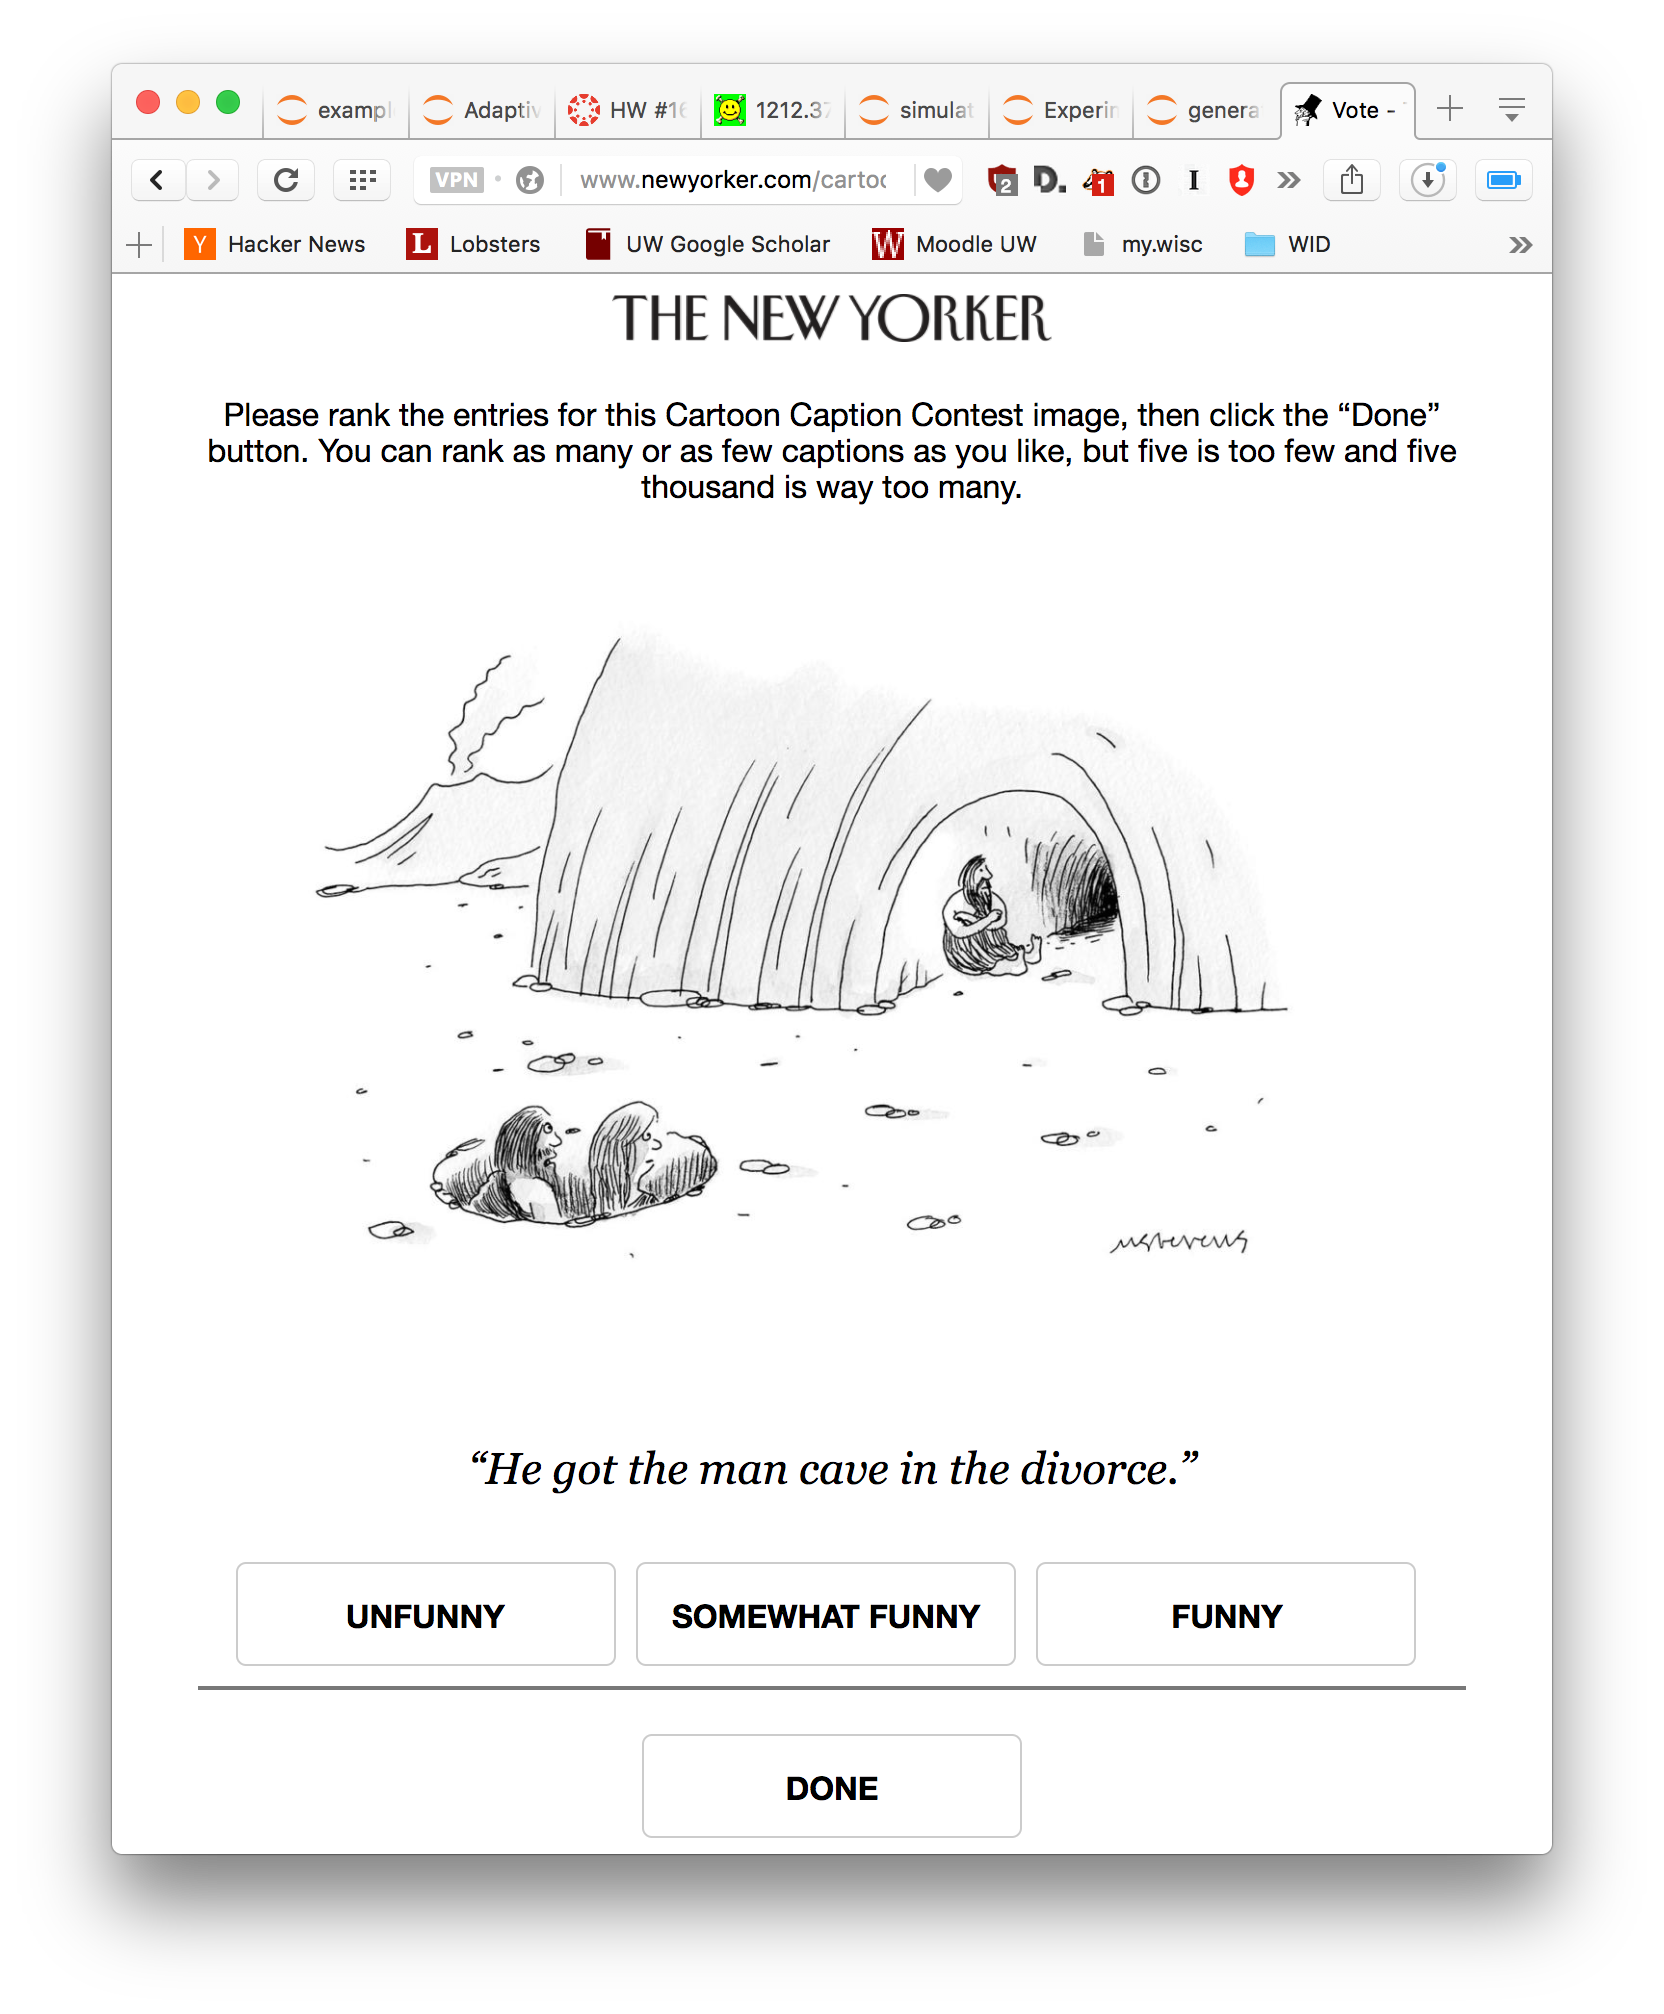 exampl
Adaptiv
HW #16
1212.37
simulat
Experin
genera
Vote -
VPN
www.newyorker.com/cartoo
2
D.
1
I
Y Hacker News
L Lobsters
UW Google Scholar
W Moodle UW
my.wisc
WID
THE NEW YORKER
Please rank the entries for this Cartoon Caption Contest image, then click the “Done”
button. You can rank as many or as few captions as you like, but five is too few and five
thousand is way too many.
mstevens
“He got the man cave in the divorce.”
UNFUNNY
SOMEWHAT FUNNY
FUNNY
DONE